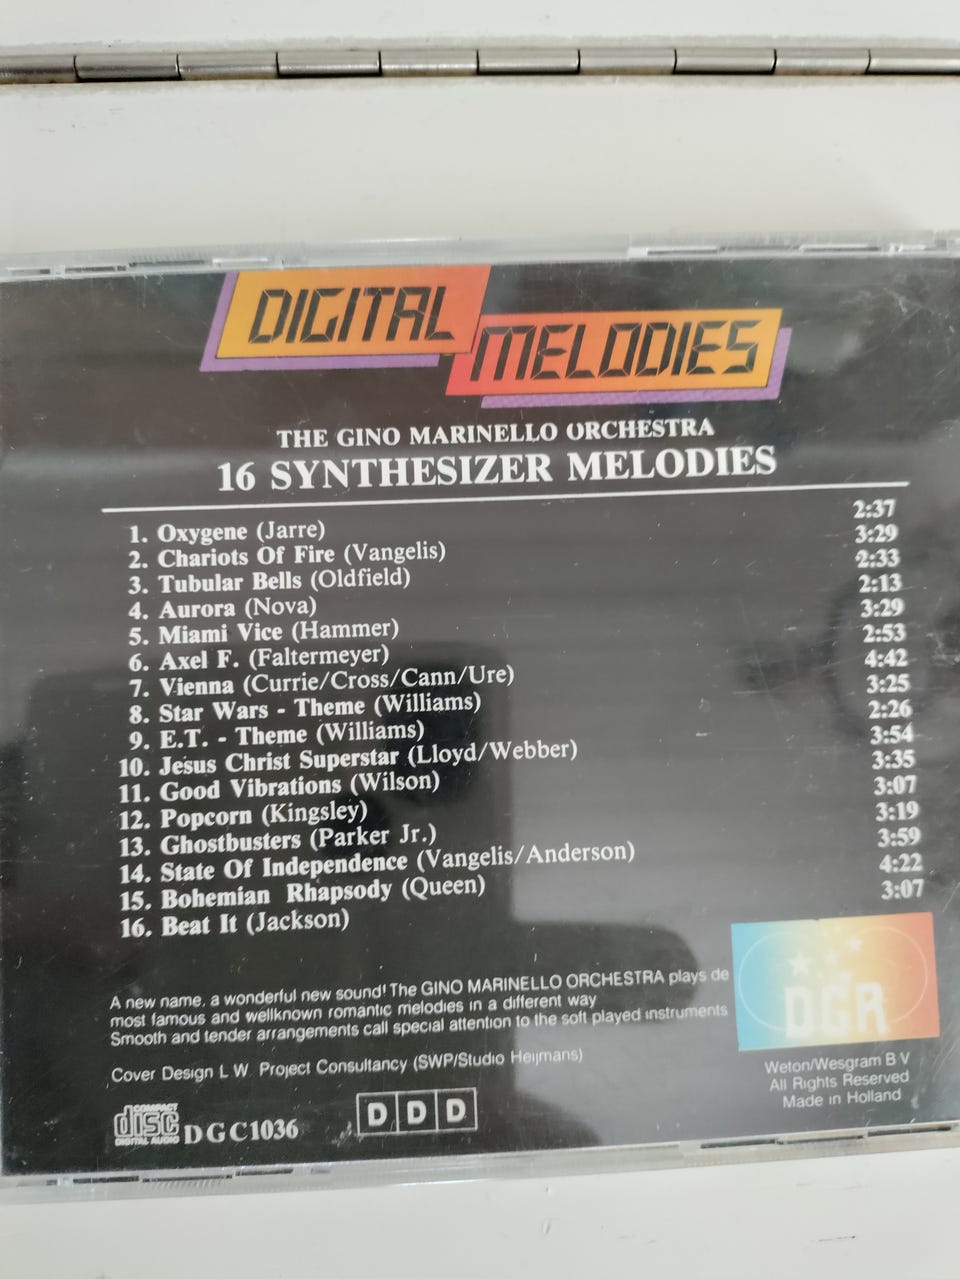 DIGITAL
MELODIES
THE GINO MARINELLO ORCHESTRA
16 SYNTHESIZER MELODIES
1. Oxygene (Jarre) 2:37
2. Chariots Of Fire (Vangelis) 3:29
3. Tubular Bells (Oldfield) 2:33
4. Aurora (Nova) 2:13
5. Miami Vice (Hammer) 3:29
6. Axel F. (Faltermeyer) 2:53
7. Vienna (Currie/Cross/Cann/Ure) 4:42
8. Star Wars - Theme (Williams) 3:25
9. E.T. - Theme (Williams) 2:26
10. Jesus Christ Superstar (Lloyd/Webber) 3:54
11. Good Vibrations (Wilson) 3:35
12. Popcorn (Kingsley) 3:07
13. Ghostbusters (Parker Jr.) 3:19
14. State Of Independence (Vangelis/Anderson) 3:59
15. Bohemian Rhapsody (Queen) 4:22
16. Beat It (Jackson) 3:07
A new name, a wonderful new sound! The GINO MARINELLO ORCHESTRA plays de
most famous and wellknown romantic melodies in a different way
Smooth and tender arrangements call special attention to the soft played instruments
Cover Design L W Project Consultancy (SWP/Studio Heijmans)
DGR
Weton/Wesgram B V
All Rights Reserved
Made in Holland
COMPACT
disc
DIGITAL AUDIO
DGC1036
DDD